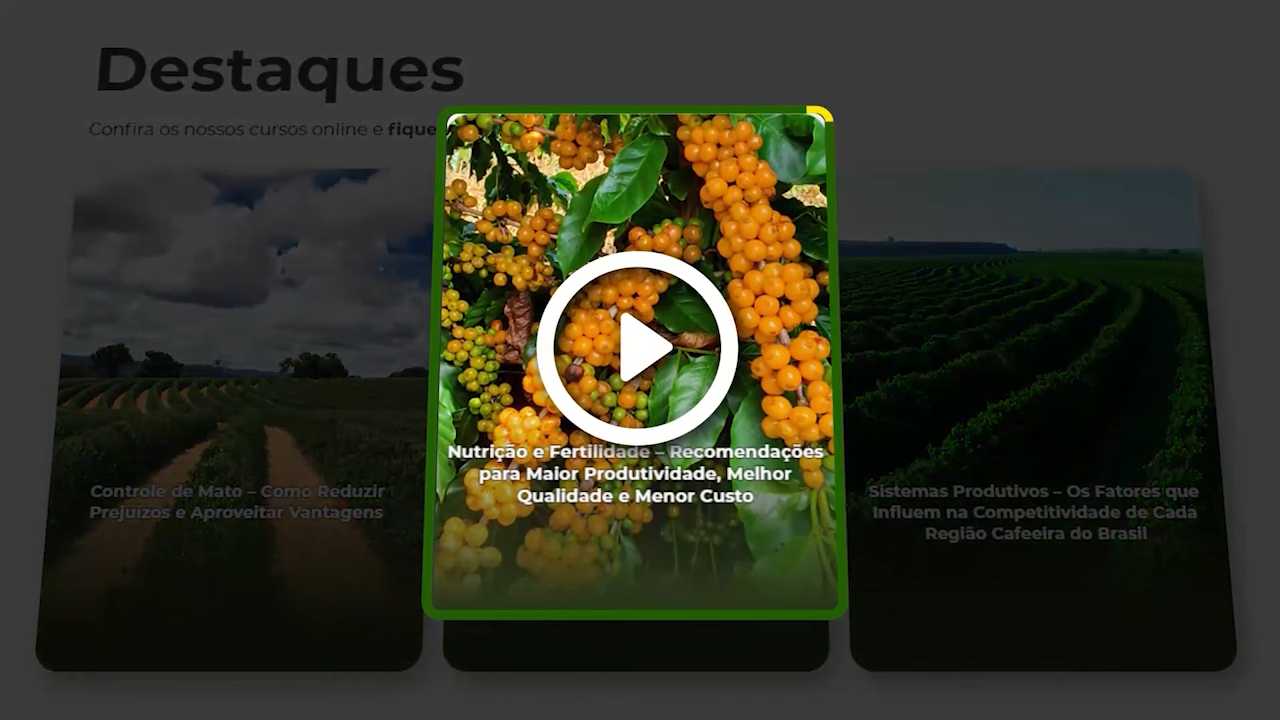 Destaques
Confira os nossos cursos online e fique
Nutrição e Fertilidade – Recomendações
para Maior Produtividade, Melhor
Qualidade e Menor Custo
Controle de Mato – Como Reduzir
Prejuízos e Aproveitar Vantagens
Sistemas Produtivos – Os Fatores que
Influem na Competitividade de Cada
Região Cafeeira do Brasil